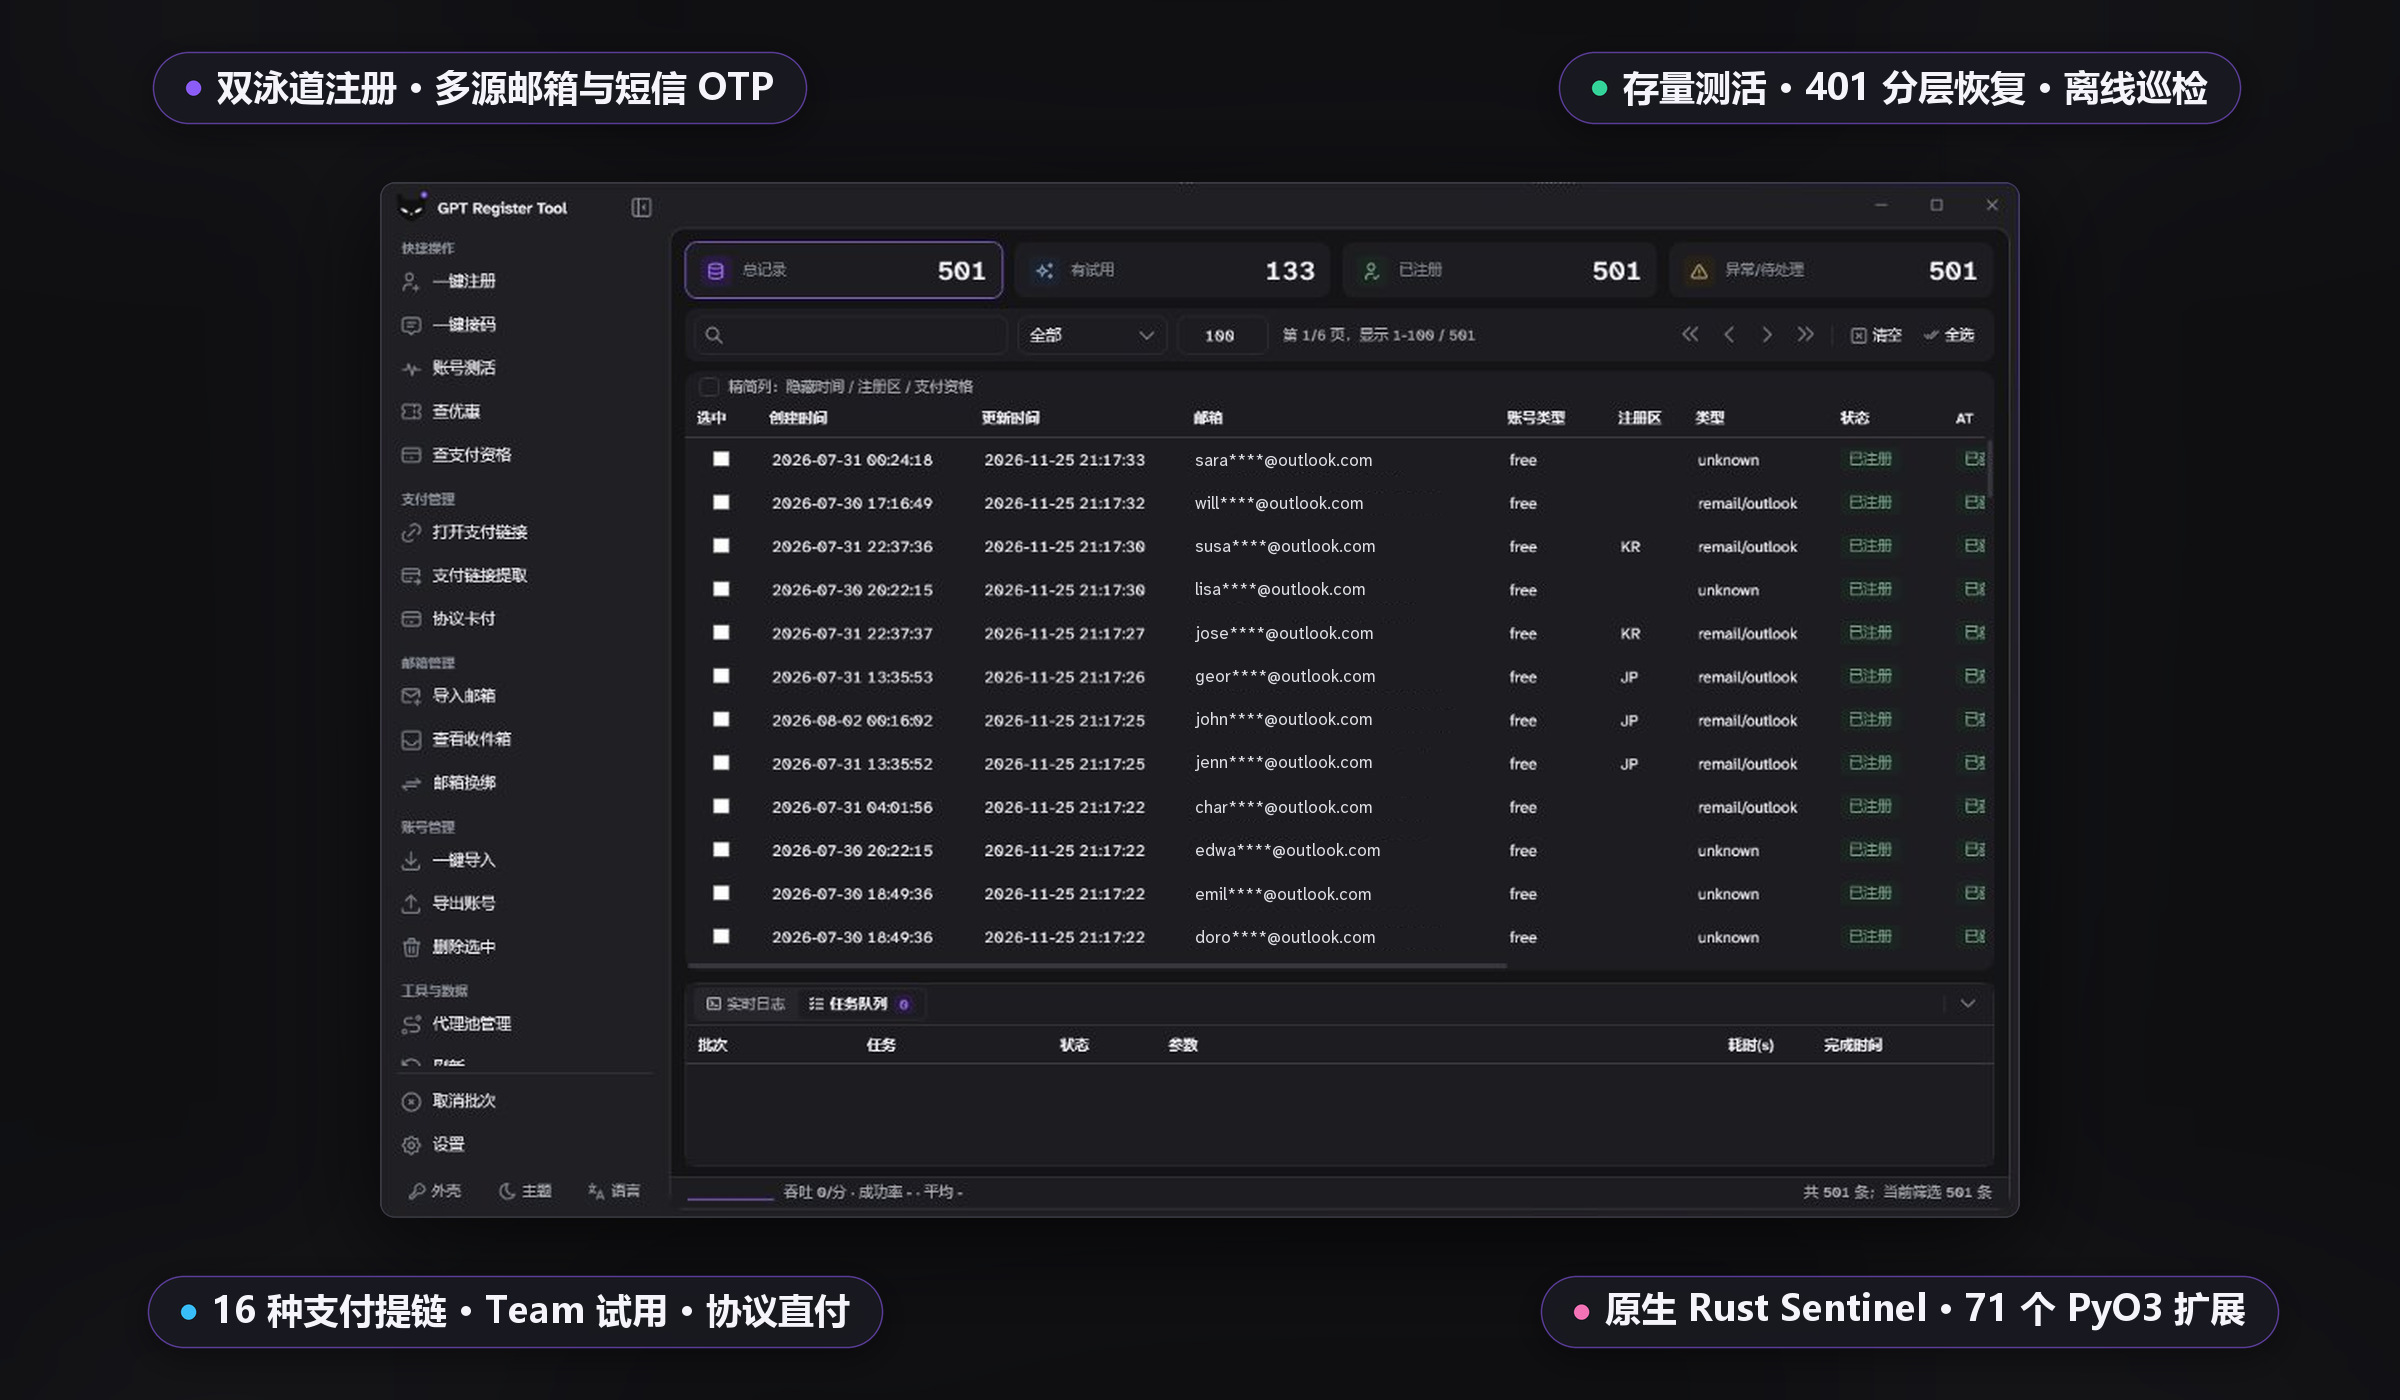 双泳道注册 • 多源邮箱与短信 OTP
存量测活 • 401 分层恢复 • 离线巡检
GPT Register Tool
快捷操作
一键注册
一键接码
账号测活
查优惠
查支付资格
支付管理
打开支付链接
支付链接提取
协议卡付
邮箱管理
导入邮箱
查看收件箱
邮箱换绑
账号管理
一键导入
导出账号
删除选中
工具与数据
代理池管理
刷新
取消批次
设置
外壳 主题 语言
总记录 501 有试用 133 已注册 501 异常/待处理 501
全部 100 第 1/6 页，显示 1-100 / 501 清空 全选
精简列：隐藏时间 / 注册区 / 支付资格
选中 创建时间 更新时间 邮箱 账号类型 注册区 类型 状态 AT
2026-07-31 00:24:18 2026-11-25 21:17:33 sara****@outlook.com free unknown 已注册
2026-07-30 17:16:49 2026-11-25 21:17:32 will****@outlook.com free remail/outlook 已注册
2026-07-31 22:37:36 2026-11-25 21:17:30 susa****@outlook.com free KR remail/outlook 已注册
2026-07-30 20:22:15 2026-11-25 21:17:30 lisa****@outlook.com free unknown 已注册
2026-07-31 22:37:37 2026-11-25 21:17:27 jose****@outlook.com free KR remail/outlook 已注册
2026-07-31 13:35:53 2026-11-25 21:17:26 geor****@outlook.com free JP remail/outlook 已注册
2026-08-02 00:16:02 2026-11-25 21:17:25 john****@outlook.com free JP remail/outlook 已注册
2026-07-31 13:35:52 2026-11-25 21:17:25 jenn****@outlook.com free JP remail/outlook 已注册
2026-07-31 04:01:56 2026-11-25 21:17:22 char****@outlook.com free remail/outlook 已注册
2026-07-30 20:22:15 2026-11-25 21:17:22 edwa****@outlook.com free unknown 已注册
2026-07-30 18:49:36 2026-11-25 21:17:22 emil****@outlook.com free unknown 已注册
2026-07-30 18:49:36 2026-11-25 21:17:22 doro****@outlook.com free unknown 已注册
实时日志 任务队列 0
批次 任务 状态 参数 耗时(s) 完成时间
吞吐 0/分 · 成功率 - · 平均 -
共 501 条；当前筛选 501 条
16 种支付提链 • Team 试用 • 协议直付
原生 Rust Sentinel • 71 个 PyO3 扩展